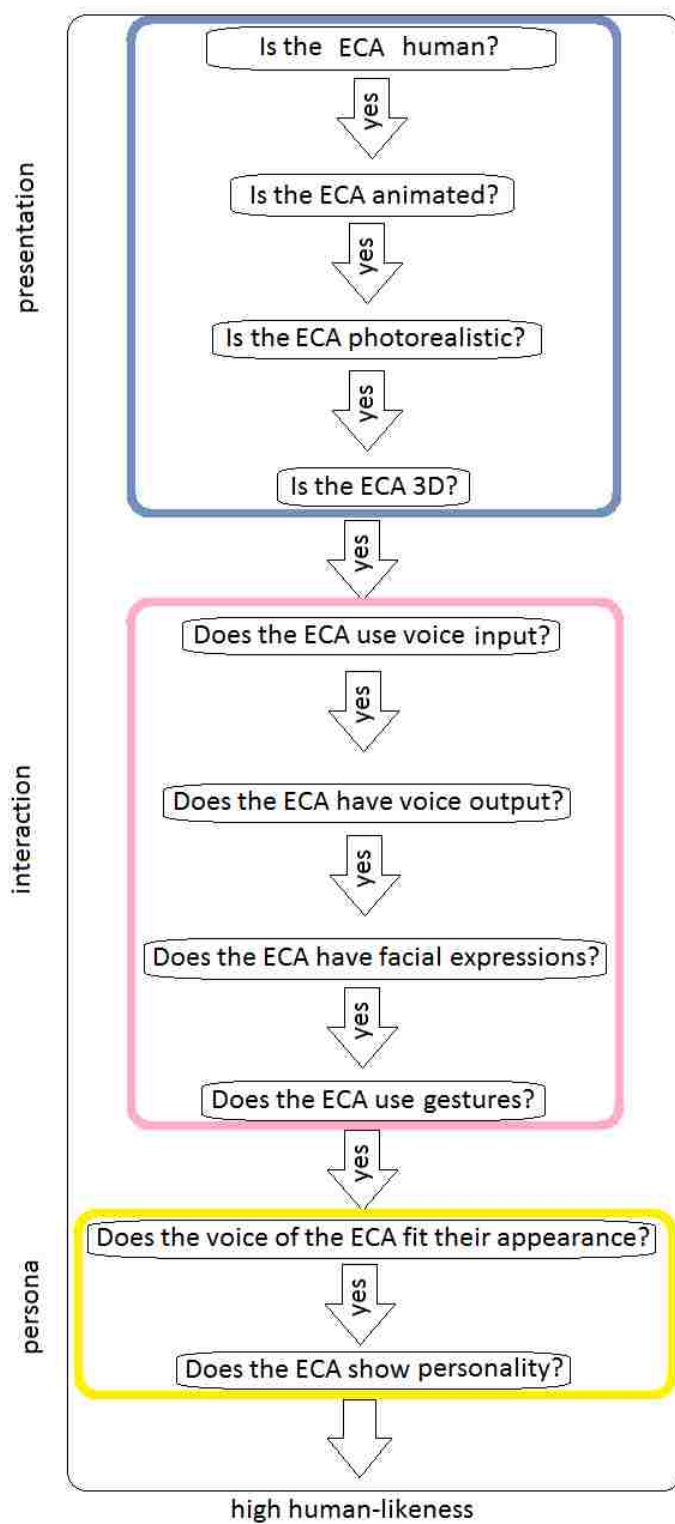 Is the ECA human?
yes
Is the ECA animated?
yes
Is the ECA photorealistic?
yes
Is the ECA 3D?
presentation
yes
Does the ECA use voice input?
yes
Does the ECA have voice output?
yes
Does the ECA have facial expressions?
yes
Does the ECA use gestures?
interaction
yes
Does the voice of the ECA fit their appearance?
yes
Does the ECA show personality?
persona
high human-likeness